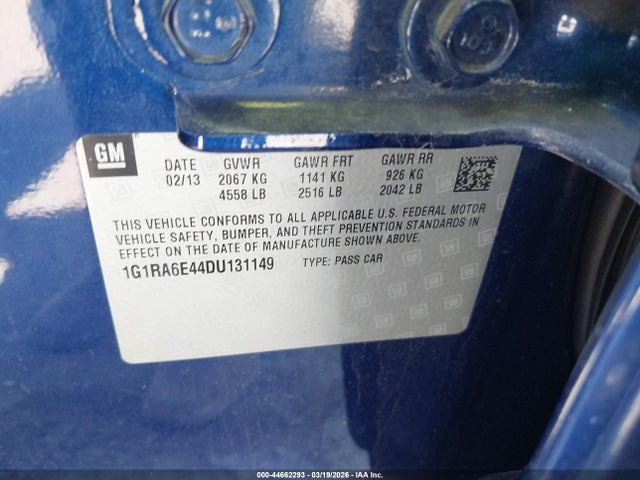 GM
DATE GVWR GAWR FRT GAWR RR
02/13 2067 KG 1141 KG 926 KG
4558 LB 2516 LB 2042 LB
THIS VEHICLE CONFORMS TO ALL APPLICABLE U.S. FEDERAL MOTOR
VEHICLE SAFETY, BUMPER, AND THEFT PREVENTION STANDARDS IN
EFFECT ON THE DATE OF MANUFACTURE SHOWN ABOVE.
1G1RA6E44DU131149 TYPE: PASS CAR
000-44662293 - 03/19/2026 - IAA Inc.